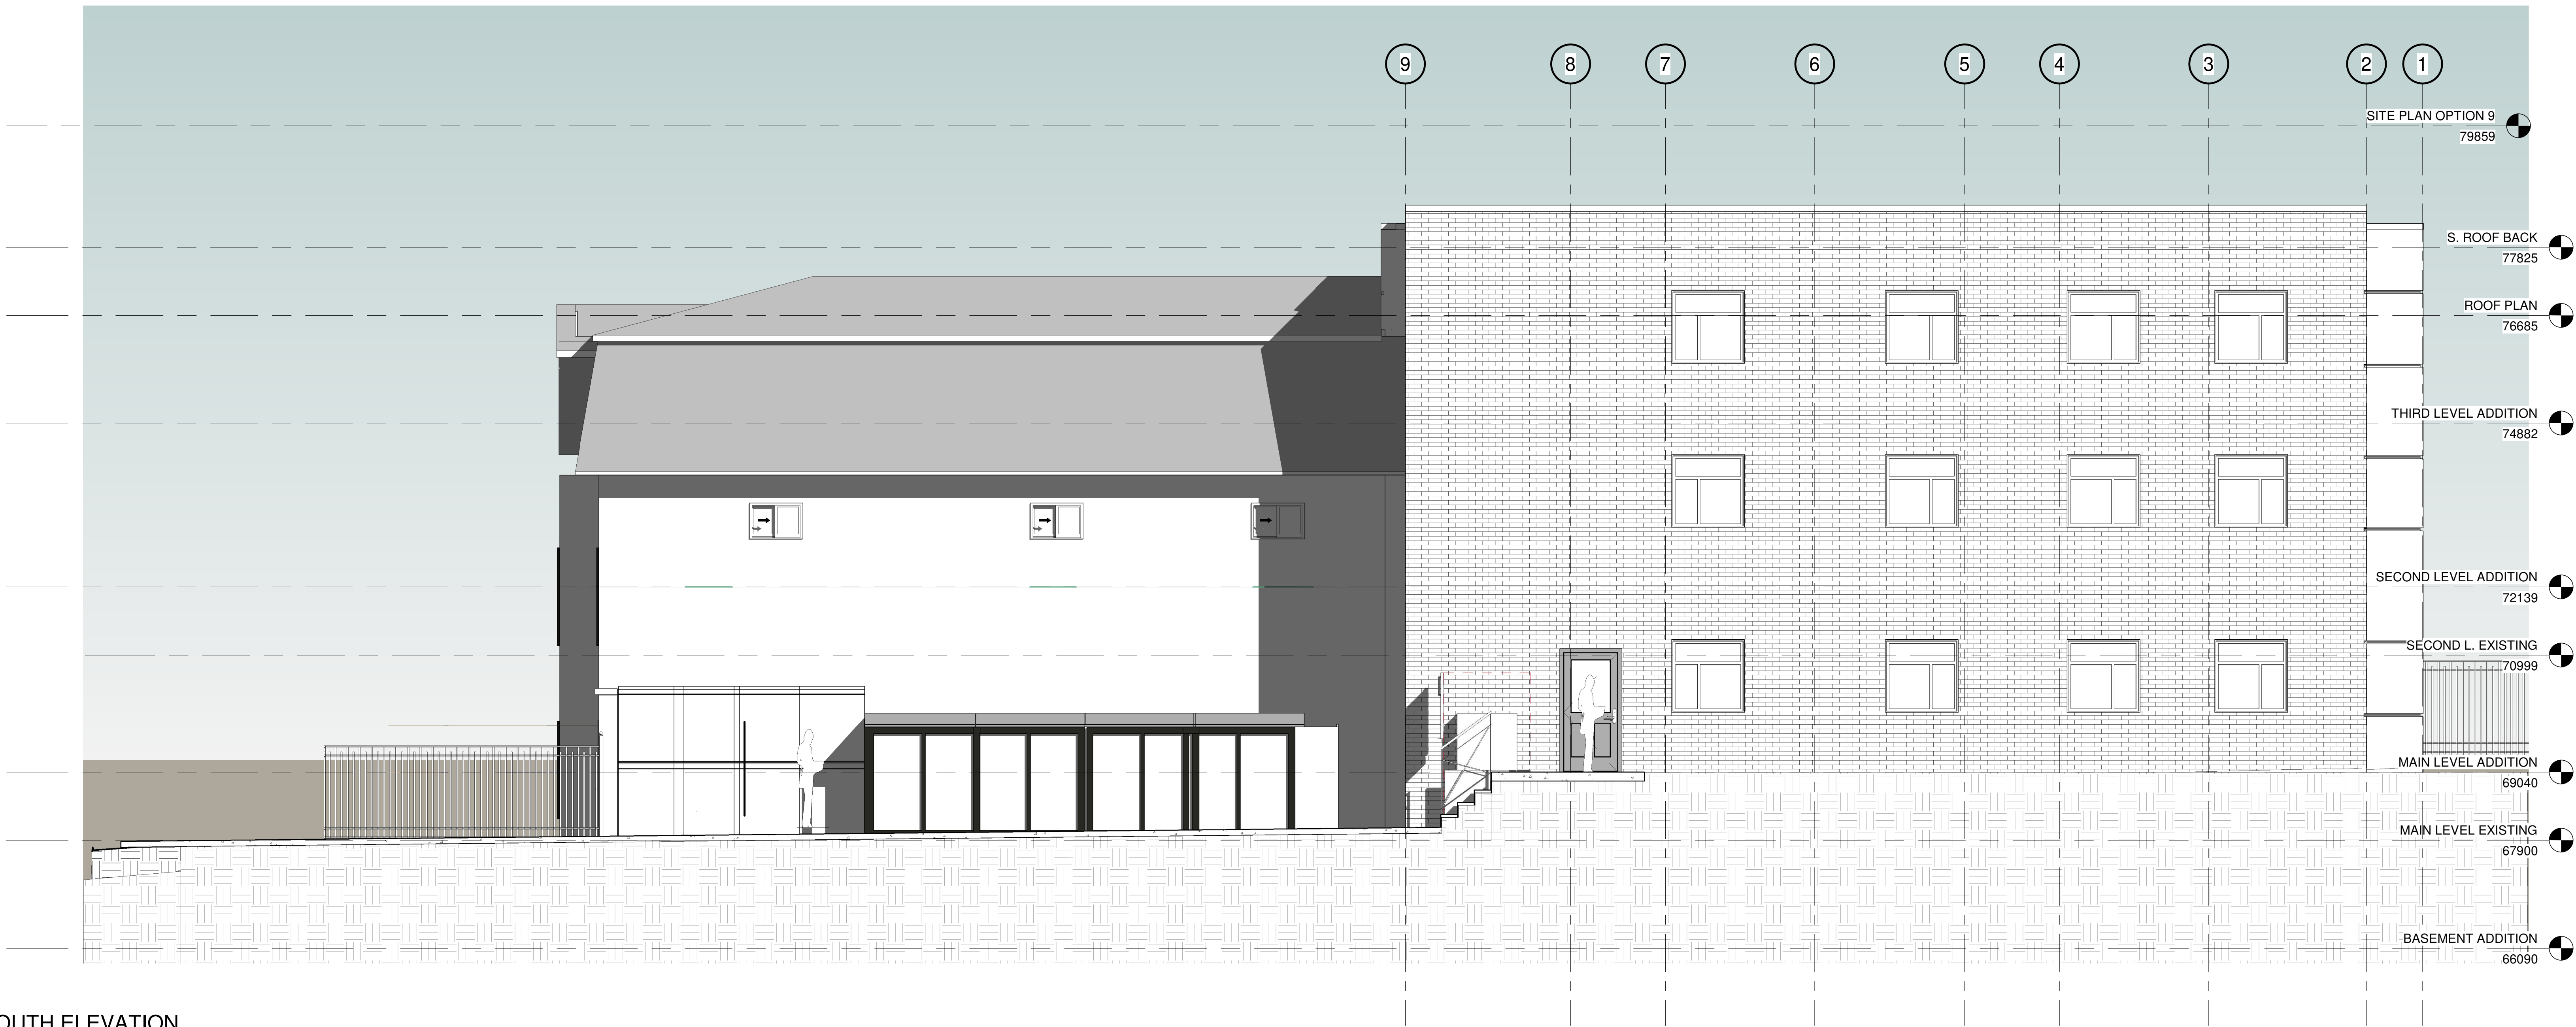 9 8 7 6 5 4 3 2 1
SITE PLAN OPTION 9
79859
S. ROOF BACK
77825
ROOF PLAN
76685
THIRD LEVEL ADDITION
74882
SECOND LEVEL ADDITION
72139
SECOND L. EXISTING
70999
MAIN LEVEL ADDITION
69040
MAIN LEVEL EXISTING
67900
BASEMENT ADDITION
66090
OUTH ELEVATION